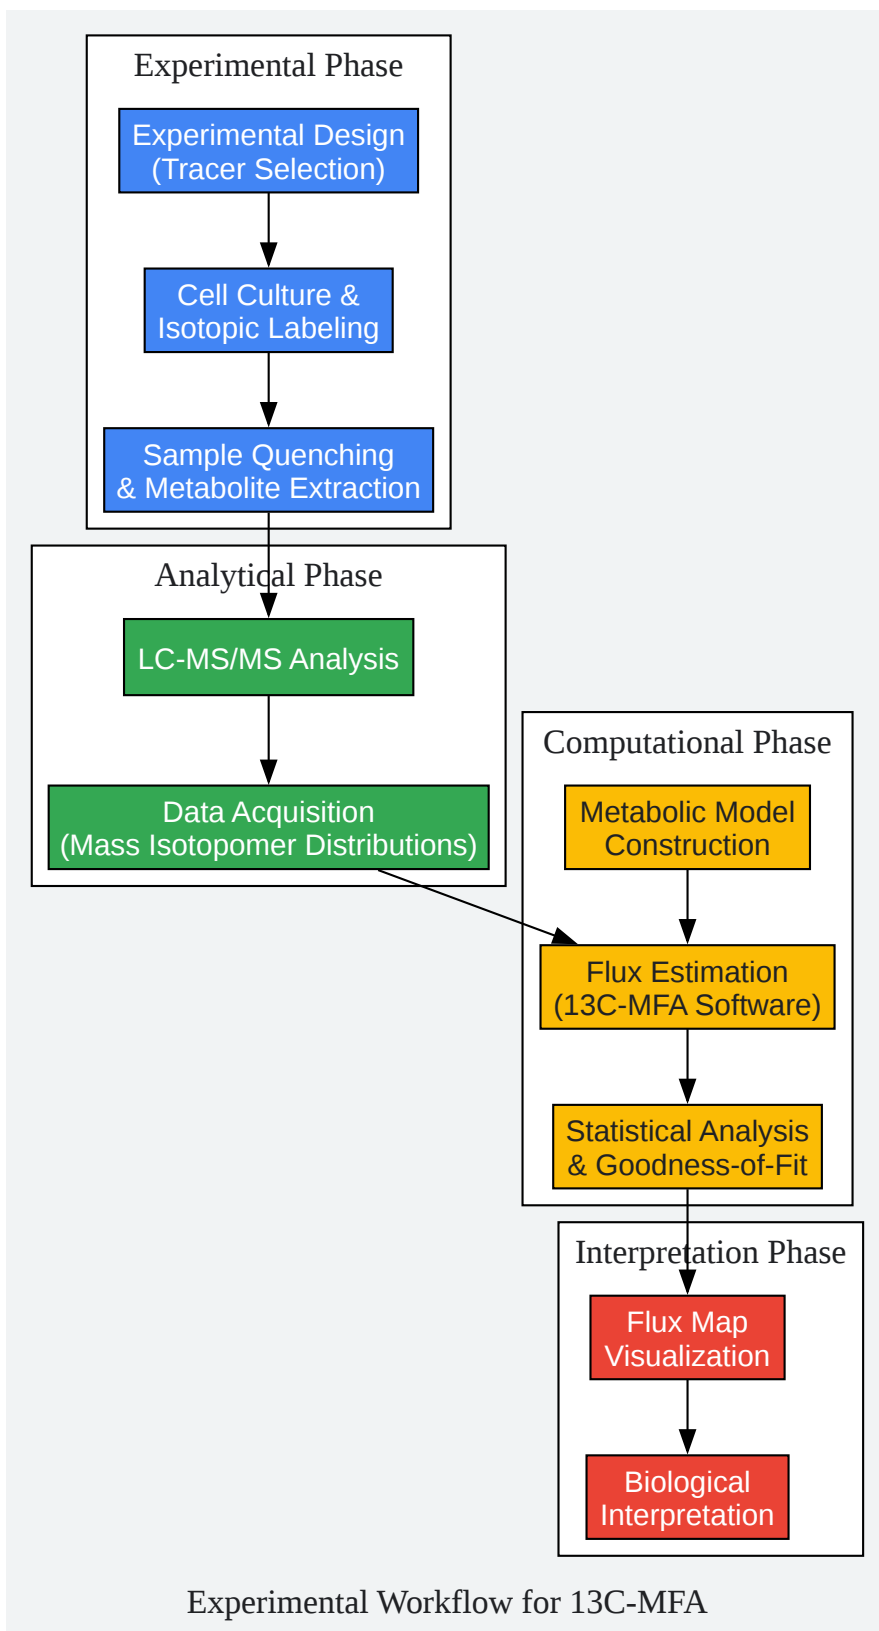 Experimental Phase
Experimental Design
(Tracer Selection)
Cell Culture &
Isotopic Labeling
Sample Quenching
& Metabolite Extraction
Analytical Phase
LC-MS/MS Analysis
Data Acquisition
(Mass Isotopomer Distributions)
Computational Phase
Metabolic Model
Construction
Flux Estimation
(13C-MFA Software)
Statistical Analysis
& Goodness-of-Fit
Interpretation Phase
Flux Map
Visualization
Biological
Interpretation
Experimental Workflow for 13C-MFA